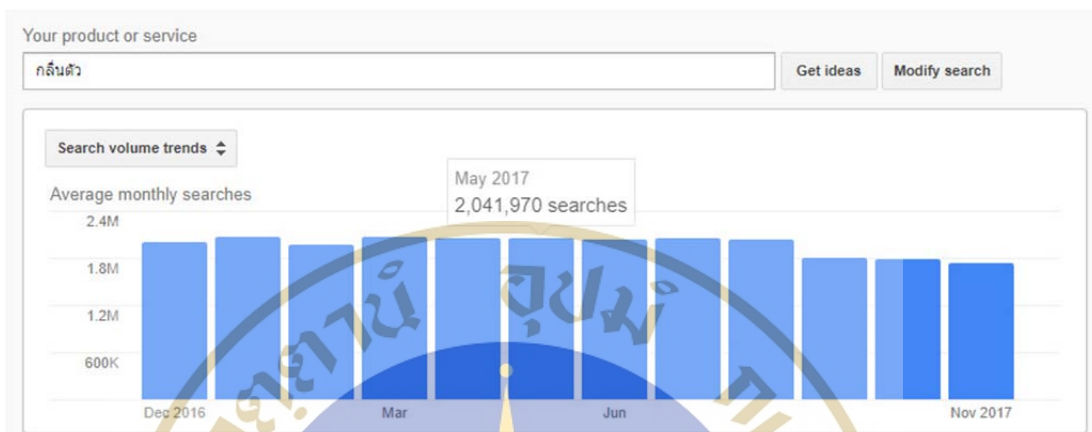 Your product or service
กลิ่นตัว
Get ideas Modify search
Search volume trends
Average monthly searches
May 2017
2,041,970 searches
2.4M
1.8M
1.2M
600K
Dec 2016 Mar Jun Nov 2017